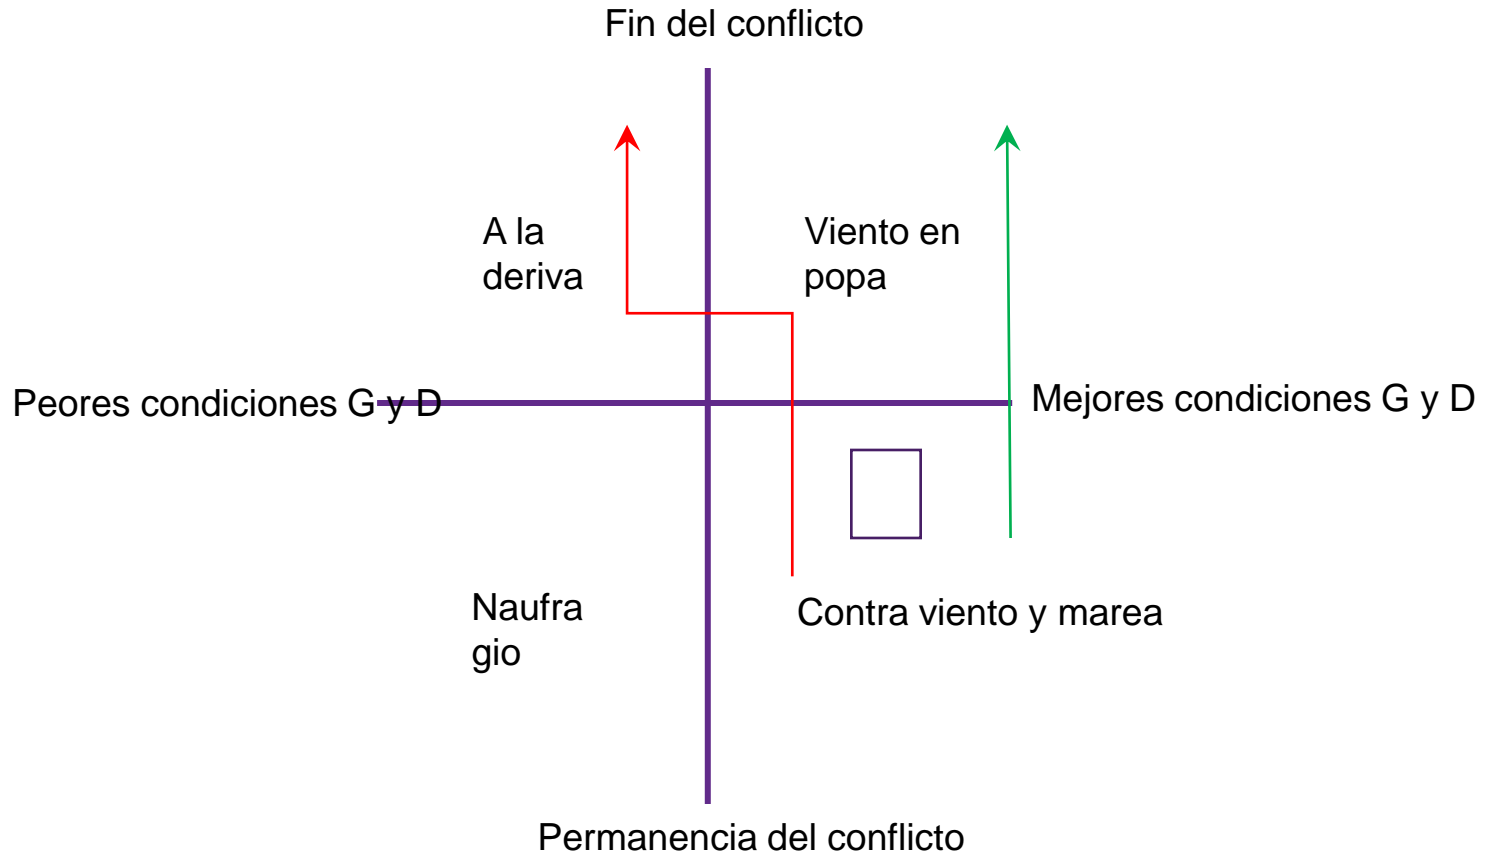 Fin del conflicto
A la
deriva
Viento en
popa
Peores condiciones G y D
Mejores condiciones G y D
Naufra
gio
Contra viento y marea
Permanencia del conflicto